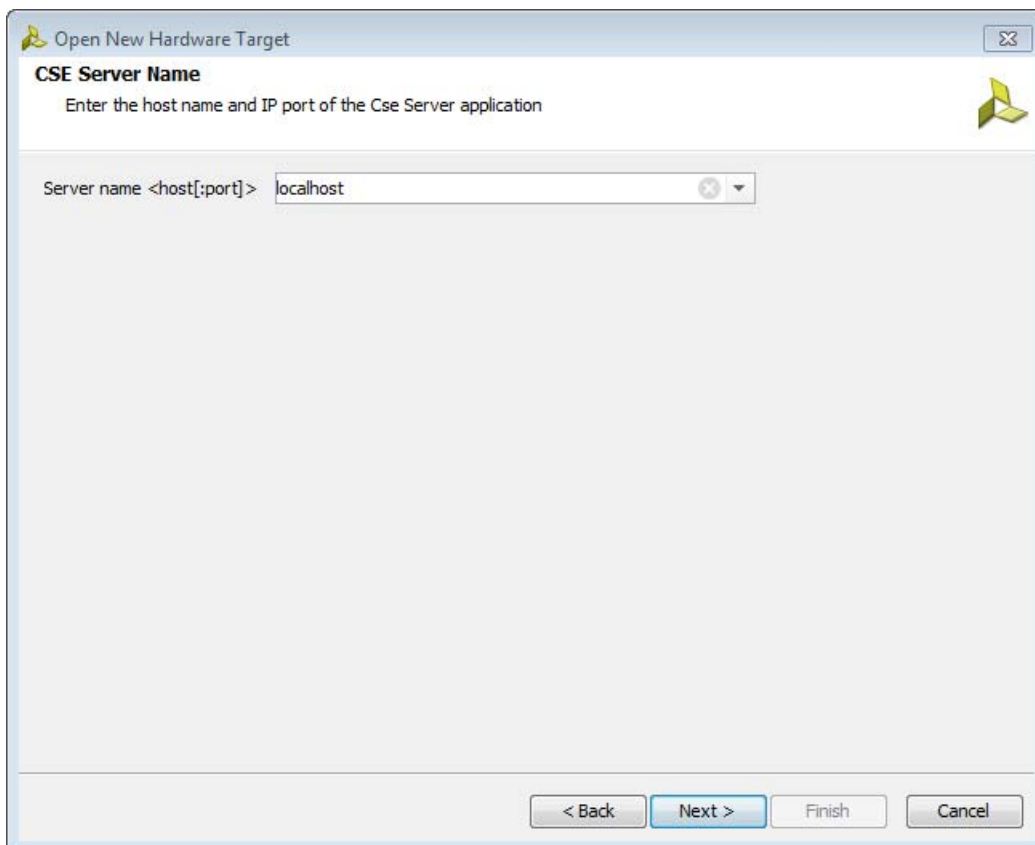 Open New Hardware Target
CSE Server Name
Enter the host name and IP port of the Cse Server application
Server name <host[:port]> localhost
< Back Next > Finish Cancel